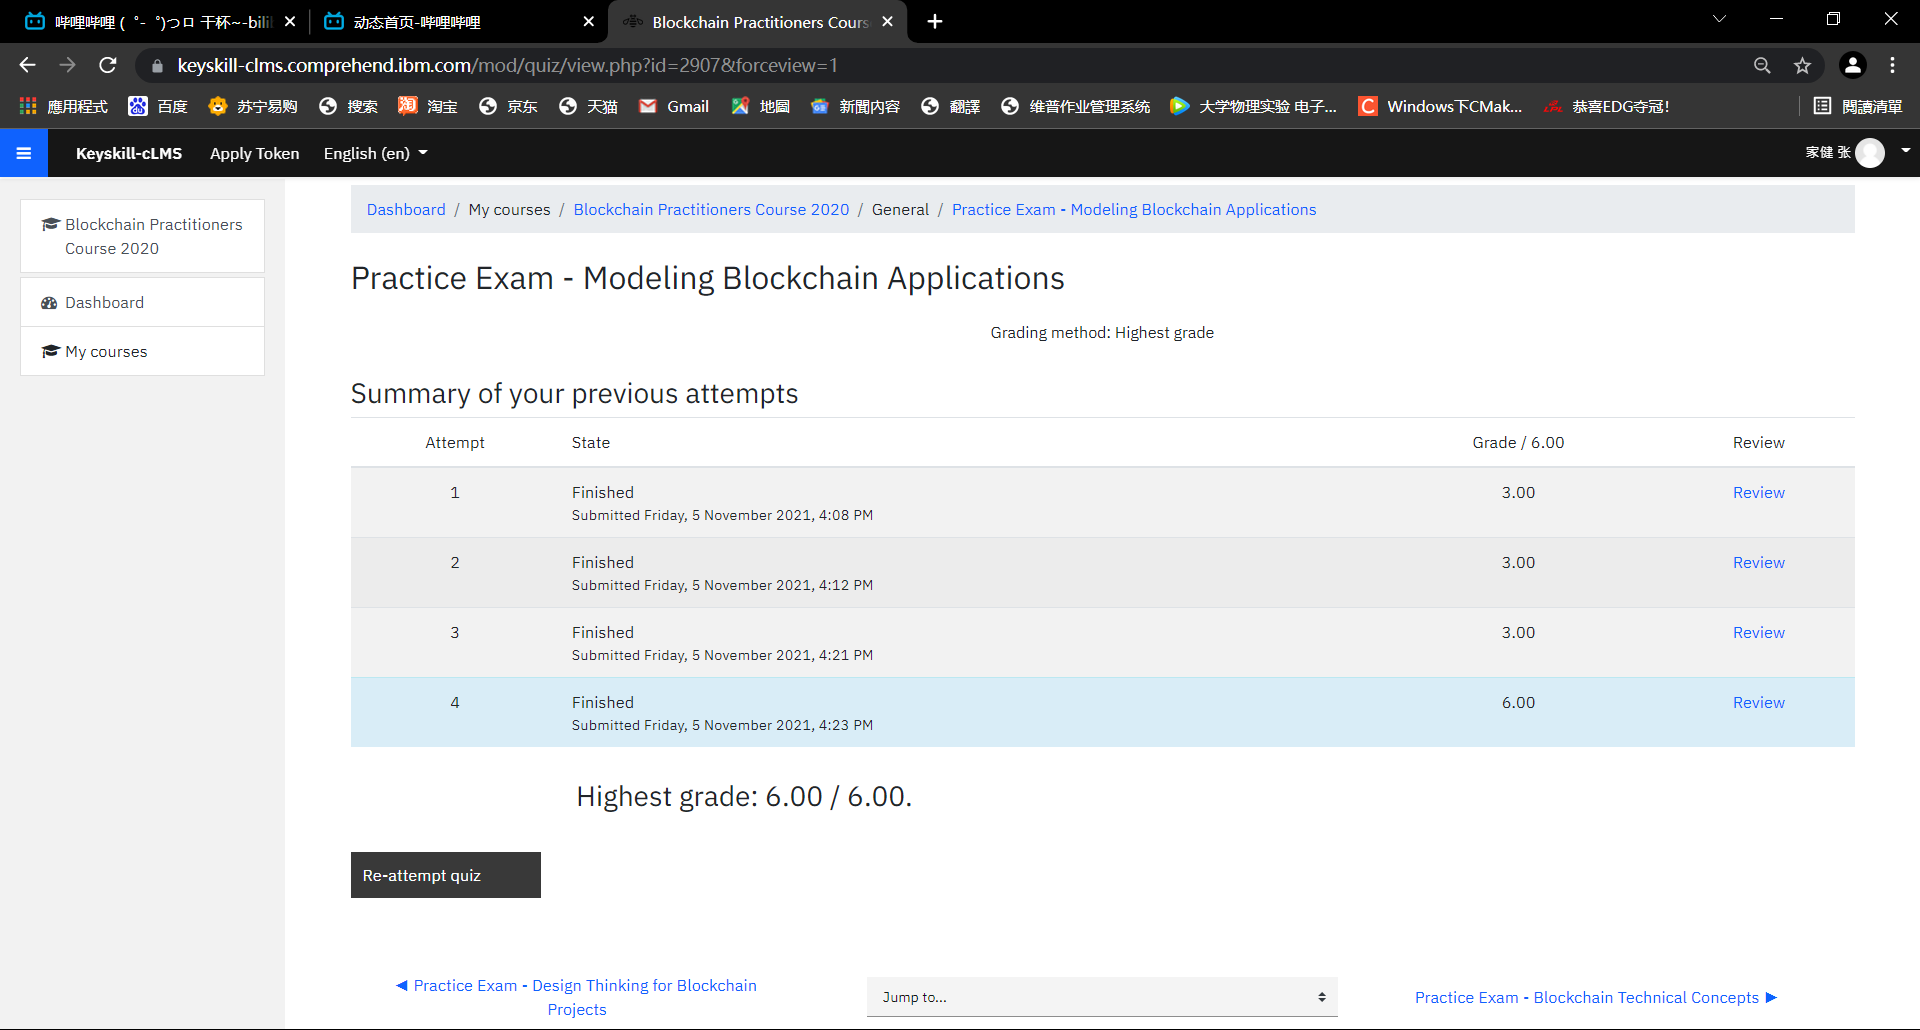 哔哩哔哩 (゜-゜)つロ 干杯~-bili
动态首页-哔哩哔哩
Blockchain Practitioners Cours
keyskill-clms.comprehend.ibm.com/mod/quiz/view.php?id=2907&forceview=1
應用程式 百度 苏宁易购 搜索 淘宝 京东 天猫 Gmail 地圖 新聞內容 翻譯 维普作业管理系统 大学物理实验 电子... Windows下CMak... 恭喜EDG夺冠! 閱讀清單
Keyskill-cLMS Apply Token English (en) 家健 张
Blockchain Practitioners
Course 2020
Dashboard
My courses
Dashboard / My courses / Blockchain Practitioners Course 2020 / General / Practice Exam - Modeling Blockchain Applications
Practice Exam - Modeling Blockchain Applications
Grading method: Highest grade
Summary of your previous attempts
Attempt State Grade / 6.00 Review
1 Finished 3.00 Review
Submitted Friday, 5 November 2021, 4:08 PM
2 Finished 3.00 Review
Submitted Friday, 5 November 2021, 4:12 PM
3 Finished 3.00 Review
Submitted Friday, 5 November 2021, 4:21 PM
4 Finished 6.00 Review
Submitted Friday, 5 November 2021, 4:23 PM
Highest grade: 6.00 / 6.00.
Re-attempt quiz
◀ Practice Exam - Design Thinking for Blockchain
Projects
Jump to...
Practice Exam - Blockchain Technical Concepts ▶